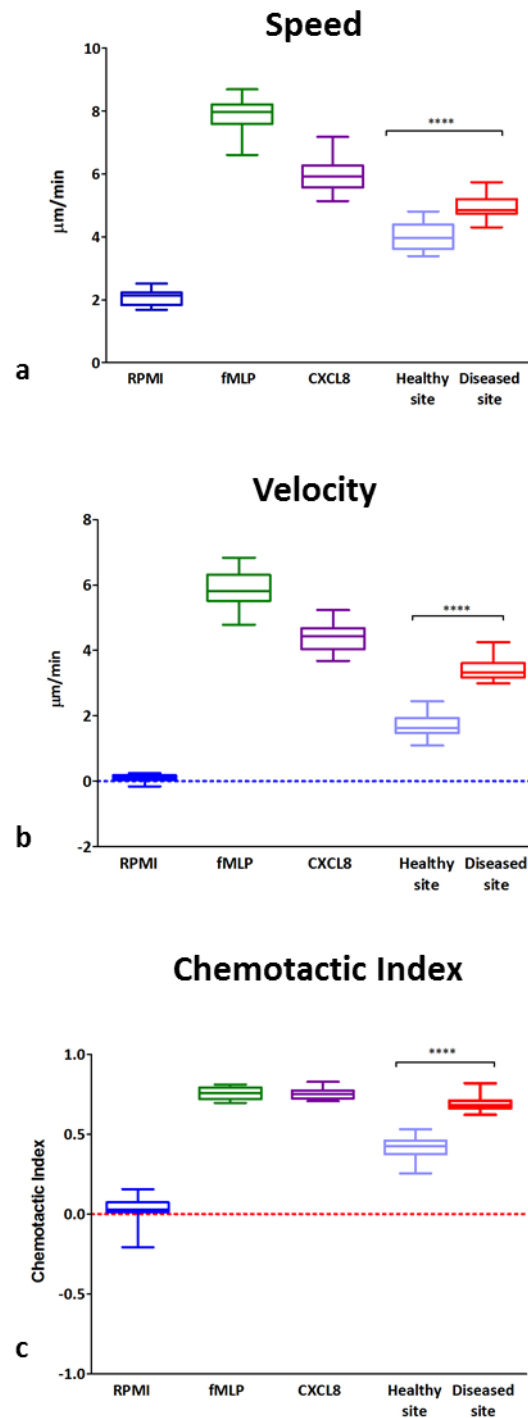 Speed
10
8
6
4
2
0
μm/min
****
RPMI fMLP CXCL8 Healthy site Diseased site
a
Velocity
8
6
4
2
0
-2
μm/min
****
RPMI fMLP CXCL8 Healthy site Diseased site
b
Chemotactic Index
1.0
0.5
0.0
-0.5
-1.0
Chemotactic Index
****
RPMI fMLP CXCL8 Healthy site Diseased site
c